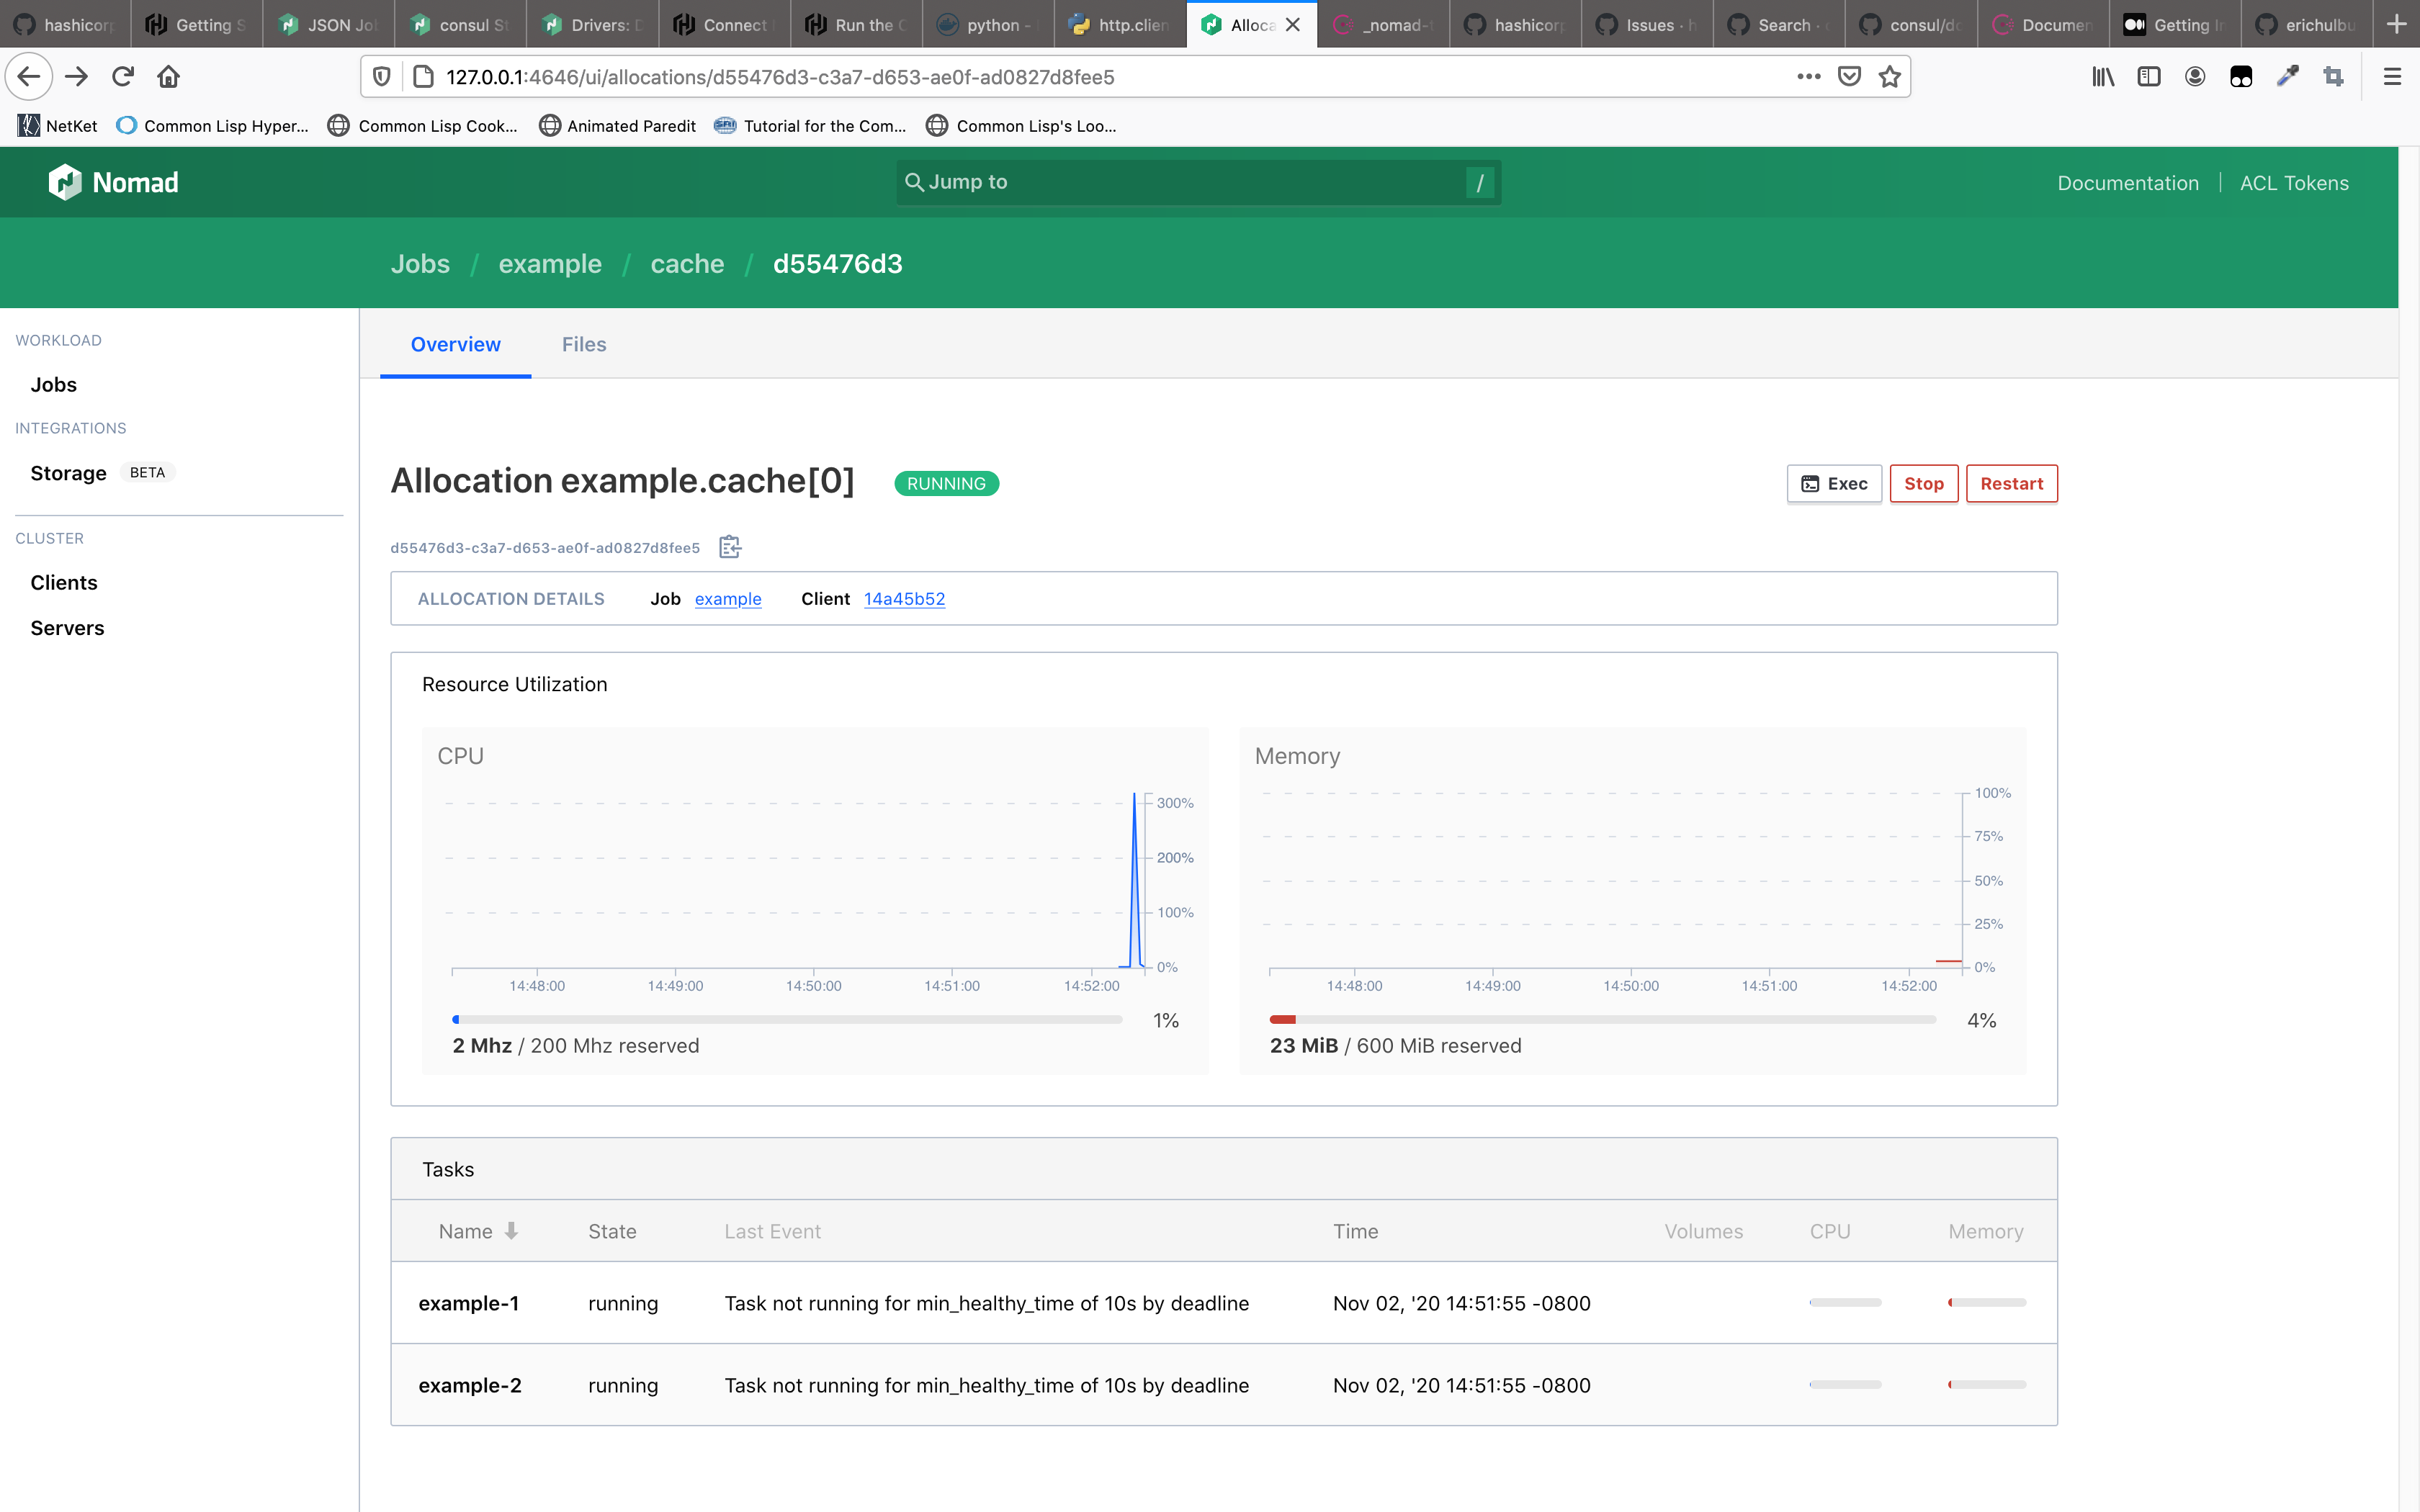 hashicorp Getting S JSON Jo consul St Drivers: D Connect Run the C python - http.clien Alloca _nomad-t hashicorp Issues · h Search · consul/do Documen Getting In erichulbu
127.0.0.1:4646/ui/allocations/d55476d3-c3a7-d653-ae0f-ad0827d8fee5
NetKet Common Lisp Hyper... Common Lisp Cook... Animated Paredit SRI Tutorial for the Com... Common Lisp's Loo...
Nomad Jump to / Documentation ACL Tokens
Jobs / example / cache / d55476d3
WORKLOAD
Jobs
INTEGRATIONS
Storage BETA
CLUSTER
Clients
Servers
Overview Files
Allocation example.cache[0] RUNNING Exec Stop Restart
d55476d3-c3a7-d653-ae0f-ad0827d8fee5
ALLOCATION DETAILS Job example Client 14a45b52
Resource Utilization
CPU
300%
200%
100%
0%
14:48:00 14:49:00 14:50:00 14:51:00 14:52:00
1%
2 Mhz / 200 Mhz reserved
Memory
100%
75%
50%
25%
0%
14:48:00 14:49:00 14:50:00 14:51:00 14:52:00
4%
23 MiB / 600 MiB reserved
Tasks
Name State Last Event Time Volumes CPU Memory
example-1 running Task not running for min_healthy_time of 10s by deadline Nov 02, '20 14:51:55 -0800
example-2 running Task not running for min_healthy_time of 10s by deadline Nov 02, '20 14:51:55 -0800